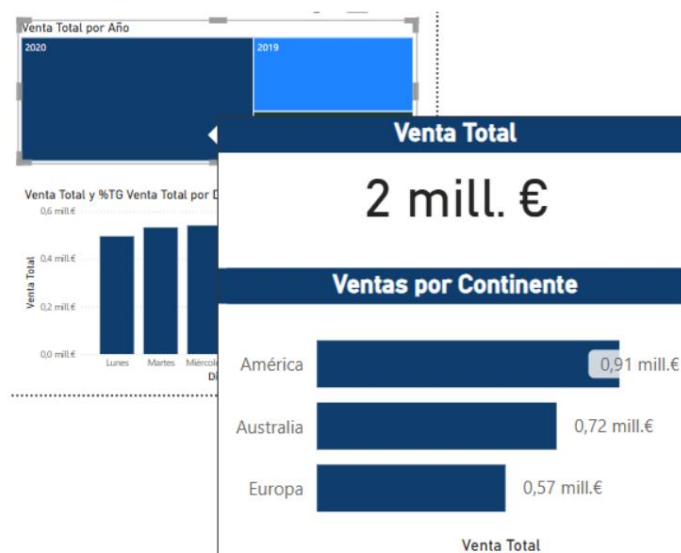 Venta Total por Año
2020
2019
Venta Total
2 mill. €
Venta Total y %TG Venta Total por
0,6 mill.€
0,4 mill.€
0,2 mill.€
0,0 mill.€
Venta Total
Lunes
Martes
Ventas por Continente
América
0,91 mill.€
Australia
0,72 mill.€
Europa
0,57 mill.€
Venta Total